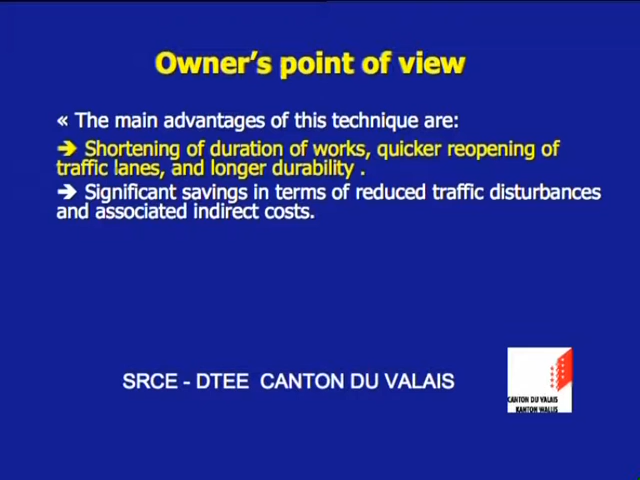 Owner's point of view
« The main advantages of this technique are:
➔ Shortening of duration of works, quicker reopening of
traffic lanes, and longer durability .
➔ Significant savings in terms of reduced traffic disturbances
and associated indirect costs.
SRCE - DTEE CANTON DU VALAIS
CANTON DU VALAIS
KANTON WALLIS